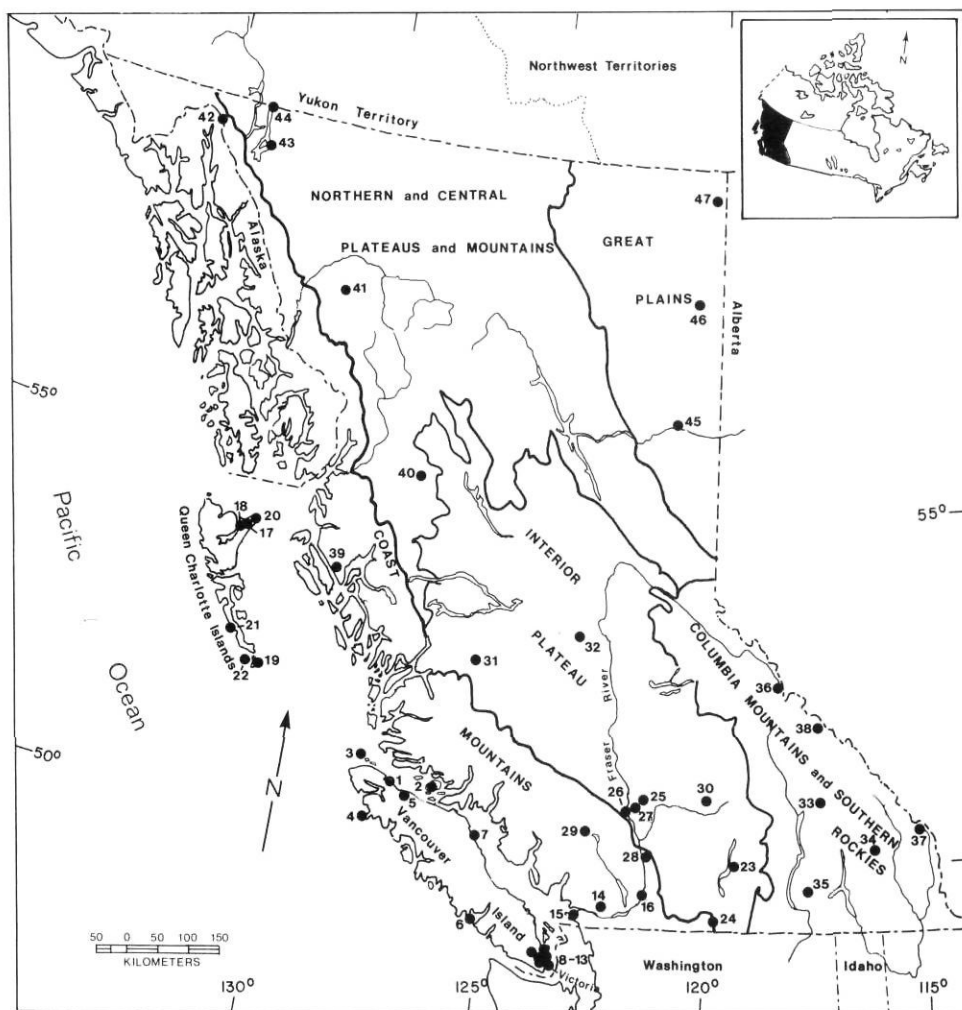 N
Northwest Territories
Yukon Territory
42
44
43
NORTHERN and CENTRAL
PLATEAUS and MOUNTAINS
47
GREAT
PLAINS
46
Alaska
41
Alberta
55°
45
40
55°
Pacific
Ocean
18
20
17
Queen Charlotte Islands
21
22
19
39
COAST
MOUNTAINS
INTERIOR
PLATEAU
32
31
Fraser River
COLUMBIA MOUNTAINS and SOUTHERN
ROCKIES
36
38
50°
N
3
1
2
5
4
7
Vancouver
Island
26
25
27
30
29
28
33
34
37
23
35
14
15
16
24
6
8-13
Victoria
50 0 50 100 150
KILOMETERS
Washington
Idaho
130°
125°
120°
115°